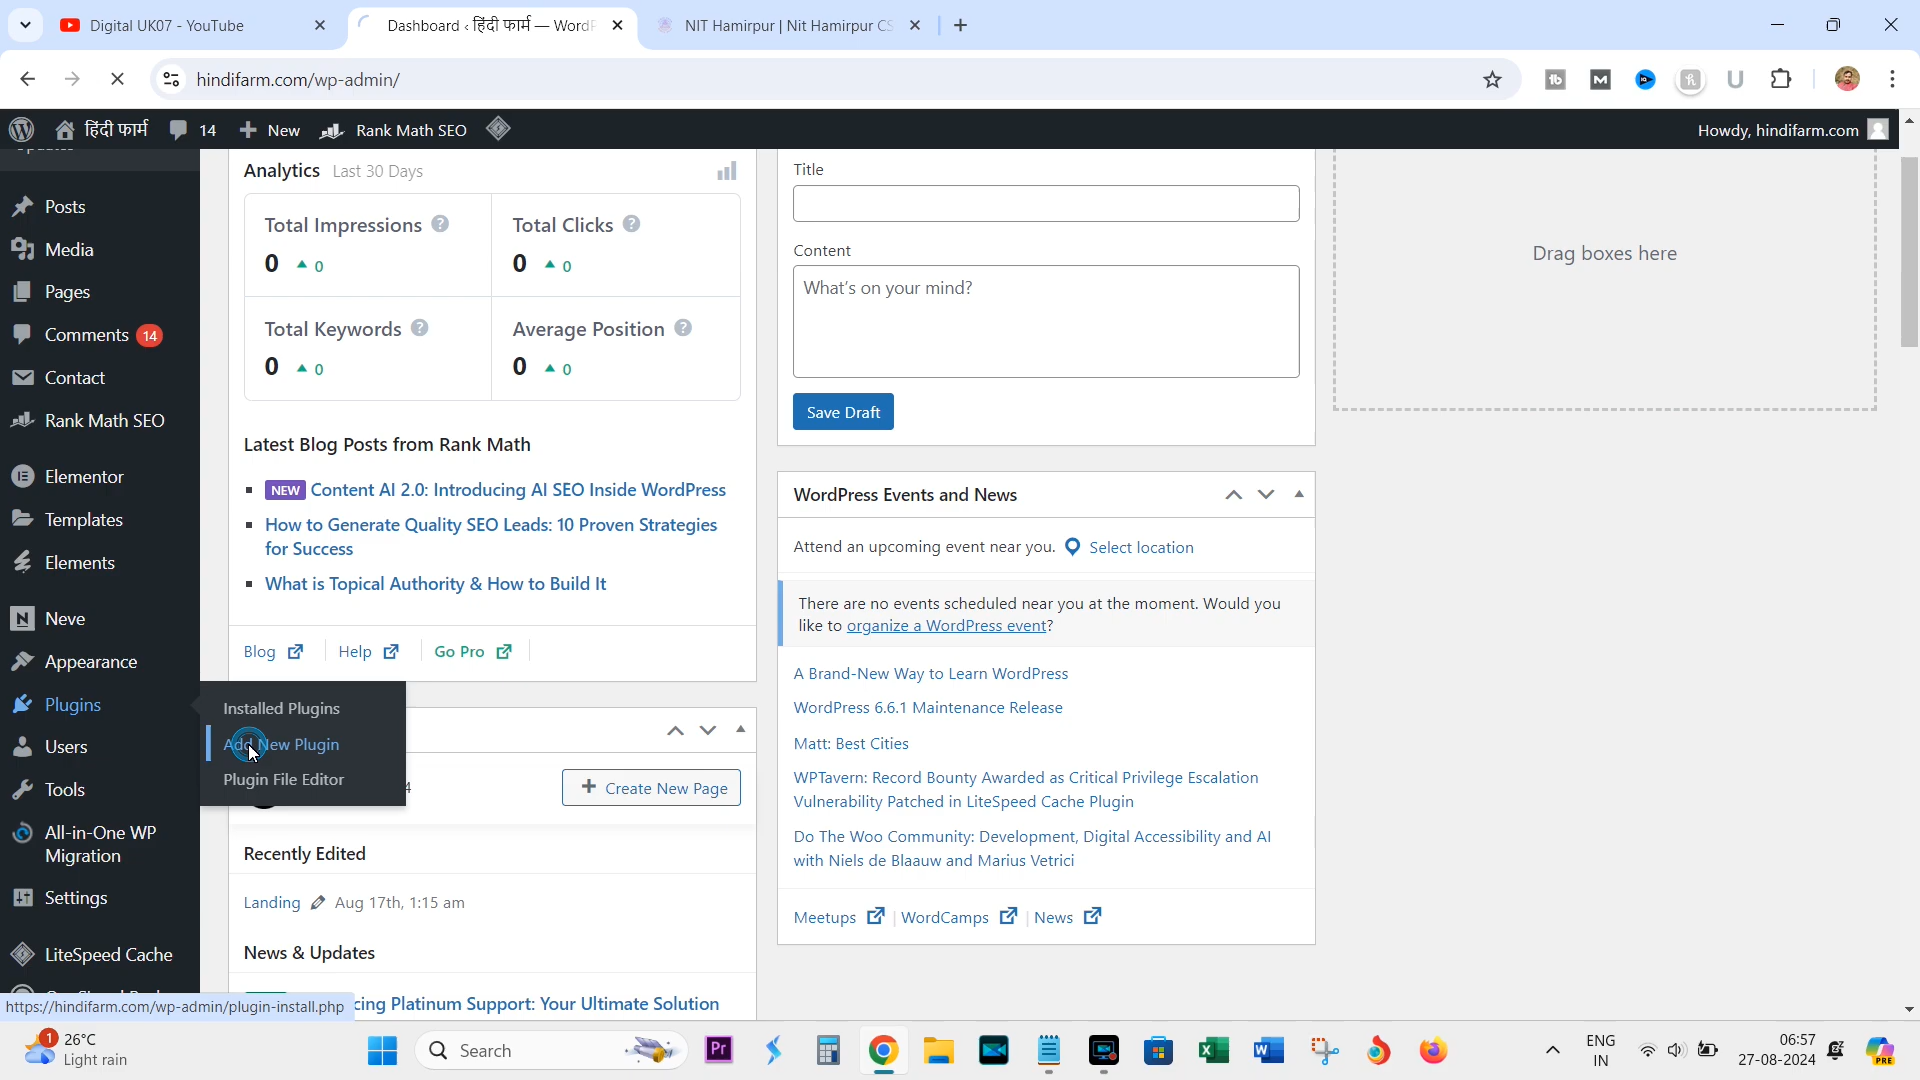 Digital UK07 - YouTube
Dashboard ‹ हिंदी फार्म — WordP
NIT Hamirpur | Nit Hamirpur CS
hindifarm.com/wp-admin/
हिंदी फार्म
14
New
Rank Math SEO
Howdy, hindifarm.com
Posts
Media
Pages
Comments 14
Contact
Rank Math SEO
Elementor
Templates
Elements
Neve
Appearance
Plugins
Users
Tools
All-in-One WP
Migration
Settings
LiteSpeed Cache
Installed Plugins
Add New Plugin
Plugin File Editor
Analytics Last 30 Days
Total Impressions
0 0
Total Clicks
0 0
Total Keywords
0 0
Average Position
0 0
Latest Blog Posts from Rank Math
NEW Content AI 2.0: Introducing AI SEO Inside WordPress
How to Generate Quality SEO Leads: 10 Proven Strategies
for Success
What is Topical Authority & How to Build It
Blog
Help
Go Pro
4
Create New Page
Recently Edited
Landing Aug 17th, 1:15 am
News & Updates
cing Platinum Support: Your Ultimate Solution
Title
Content
What's on your mind?
Save Draft
WordPress Events and News
Attend an upcoming event near you. Select location
There are no events scheduled near you at the moment. Would you
like to organize a WordPress event?
A Brand-New Way to Learn WordPress
WordPress 6.6.1 Maintenance Release
Matt: Best Cities
WPTavern: Record Bounty Awarded as Critical Privilege Escalation
Vulnerability Patched in LiteSpeed Cache Plugin
Do The Woo Community: Development, Digital Accessibility and AI
with Niels de Blaauw and Marius Vetrici
Meetups | WordCamps | News
Drag boxes here
https://hindifarm.com/wp-admin/plugin-install.php
1
26°C
Light rain
Search
Pr
ENG
IN
06:57
27-08-2024
PRE